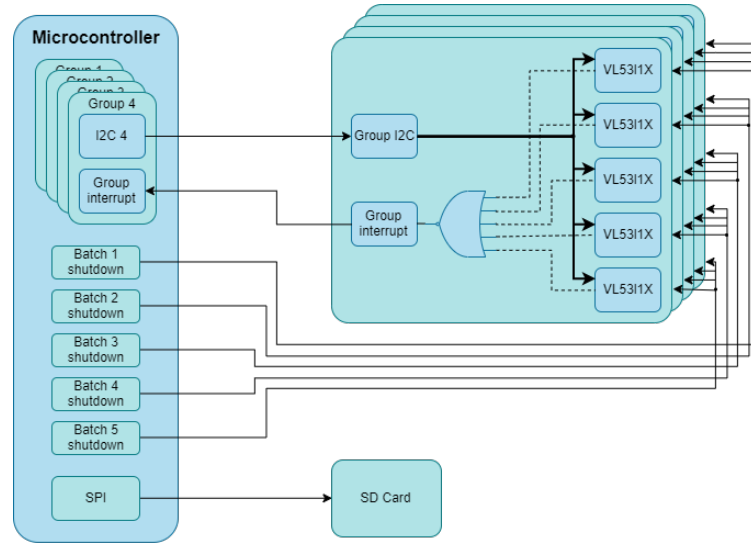 Microcontroller
Group 1
Group 2
Group 3
Group 4
I2C 4
Group
interrupt
Batch 1
shutdown
Batch 2
shutdown
Batch 3
shutdown
Batch 4
shutdown
Batch 5
shutdown
SPI
Group I2C
Group
interrupt
VL53l1X
VL53l1X
VL53l1X
VL53l1X
VL53l1X
SD Card